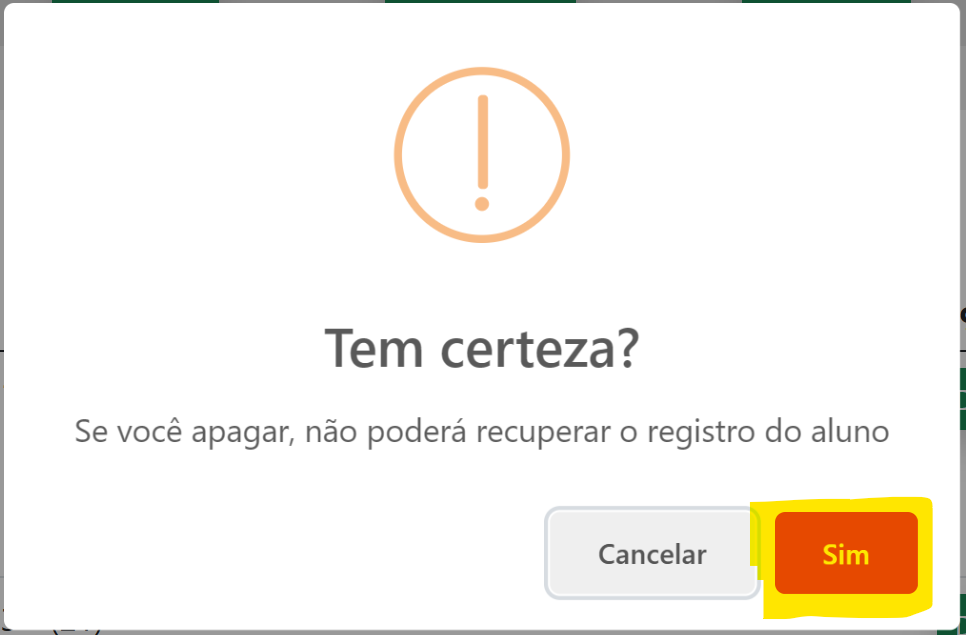 Tem certeza?
Se você apagar, não poderá recuperar o registro do aluno
Cancelar
Sim